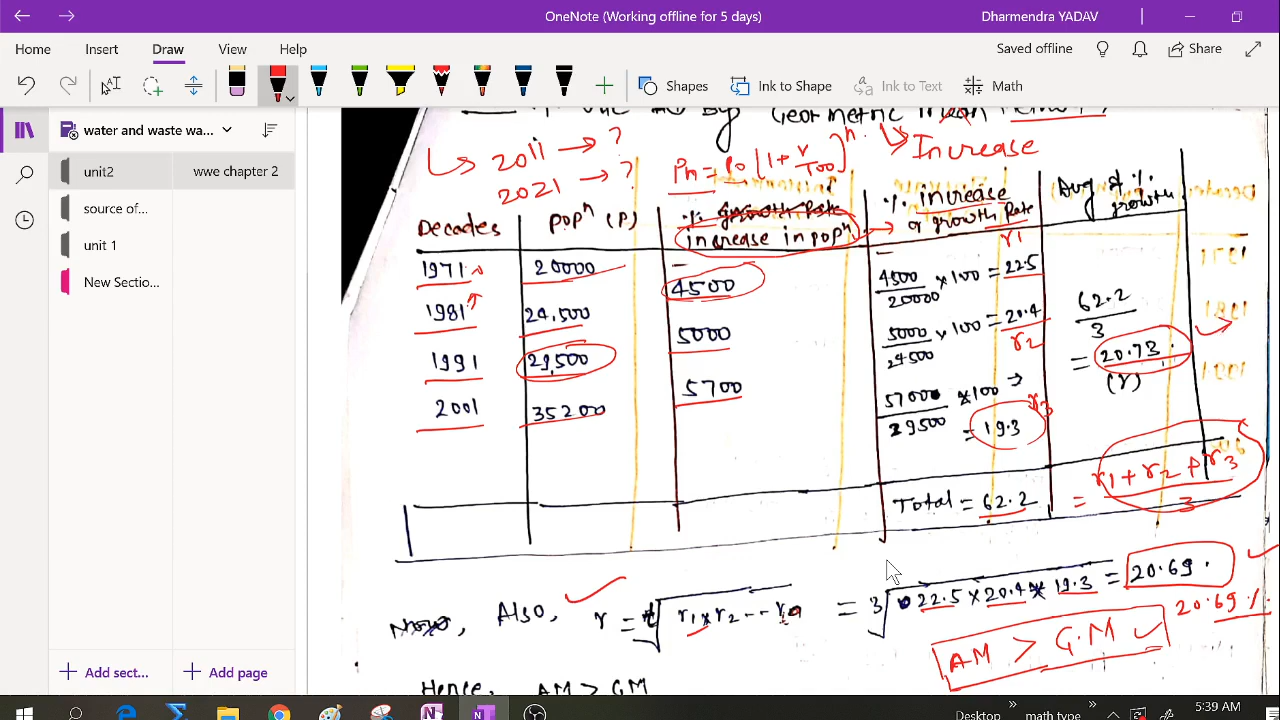 OneNote (Working offline for 5 days)
Dharmendra YADAV
Home Insert Draw View Help
Saved offline
Share
Shapes
Ink to Shape
Ink to Text
Math
water and waste wa...
unit2
wwe chapter 2
source of...
unit 1
New Sectio...
Add sect...
Add page
by Geometric mean
Increase
2011 → ?
2021 → ?
Pn = Po (1 + r/100)^n
Decades
popⁿ (P)
% growth Rate
increase in popⁿ
% increase
or growth Rate
Avg of %
growth
r1
1971
20000
-
-
4500
4500/20000 × 100 = 22.5
1981
24,500
5000
5000/24500 × 100 = 20.4
r2
62.2/3
= 20.73.
(r)
1991
29,500
5700
57000/29500 × 100 →
= 19.3
r3
2001
35200
Total = 62.2
= r1 + r2 + r3 / 3
Also, r = √r1 × r2 -- rn = 3√22.5 × 20.4 × 19.3 = 20.69.
20.69 %
AM > G.M
Hence, AM > GM
Desktop
math type
5:39 AM